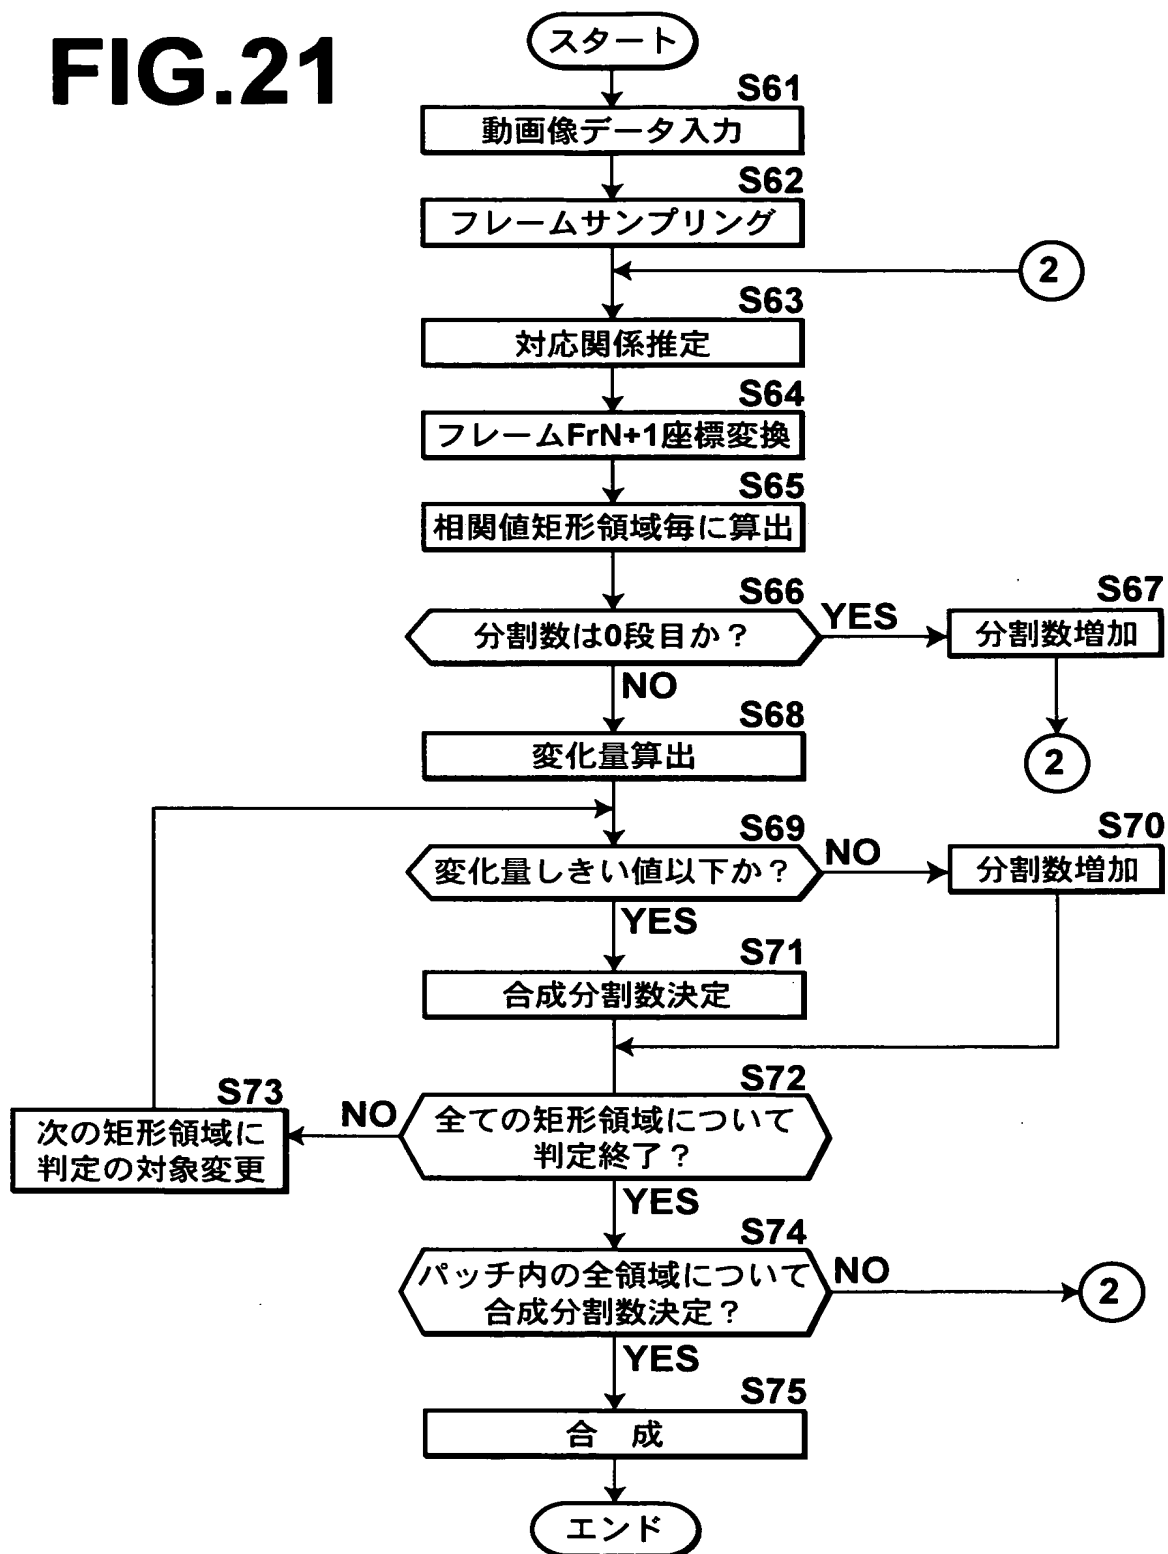 FIG.21
スタート
S61
動画像データ入力
S62
フレームサンプリング
2
S63
対応関係推定
S64
フレームFrN+1座標変換
S65
相関値矩形領域毎に算出
S66
分割数は0段目か？
YES
S67
分割数増加
NO
2
S68
変化量算出
S69
変化量しきい値以下か？
NO
S70
分割数増加
YES
S71
合成分割数決定
S72
全ての矩形領域について
判定終了？
NO
S73
次の矩形領域に
判定の対象変更
YES
S74
パッチ内の全領域について
合成分割数決定？
NO
2
YES
S75
合　成
エンド